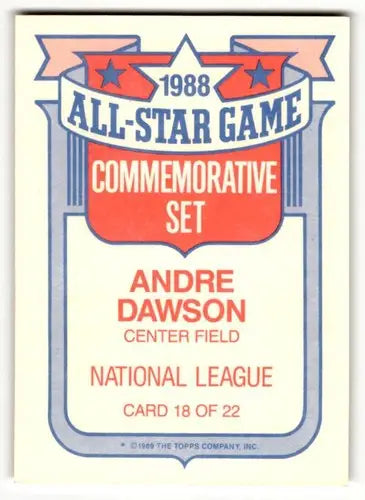 1988
ALL-STAR GAME
COMMEMORATIVE
SET
ANDRE
DAWSON
CENTER FIELD
NATIONAL LEAGUE
CARD 18 OF 22
* ©1989 THE TOPPS COMPANY, INC.